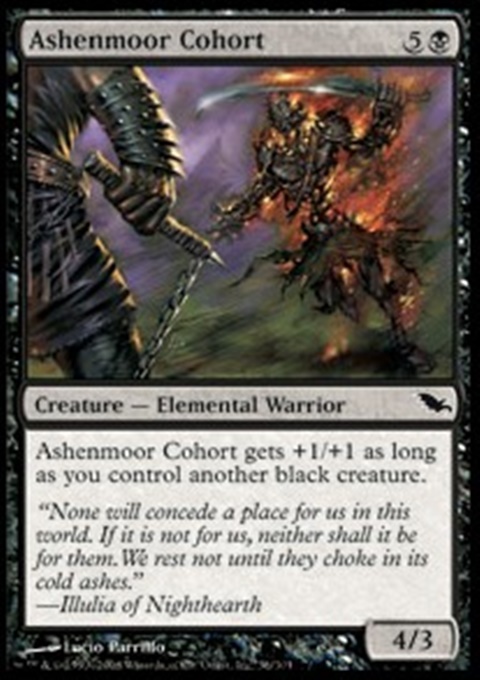 Ashenmoor Cohort 5
Creature — Elemental Warrior
Ashenmoor Cohort gets +1/+1 as long
as you control another black creature.
“None will concede a place for us in this
world. If it is not for us, neither shall it be
for them. We rest not until they choke in its
cold ashes.”
—Illulia of Nighthearth
4/3
Lucio Parrillo